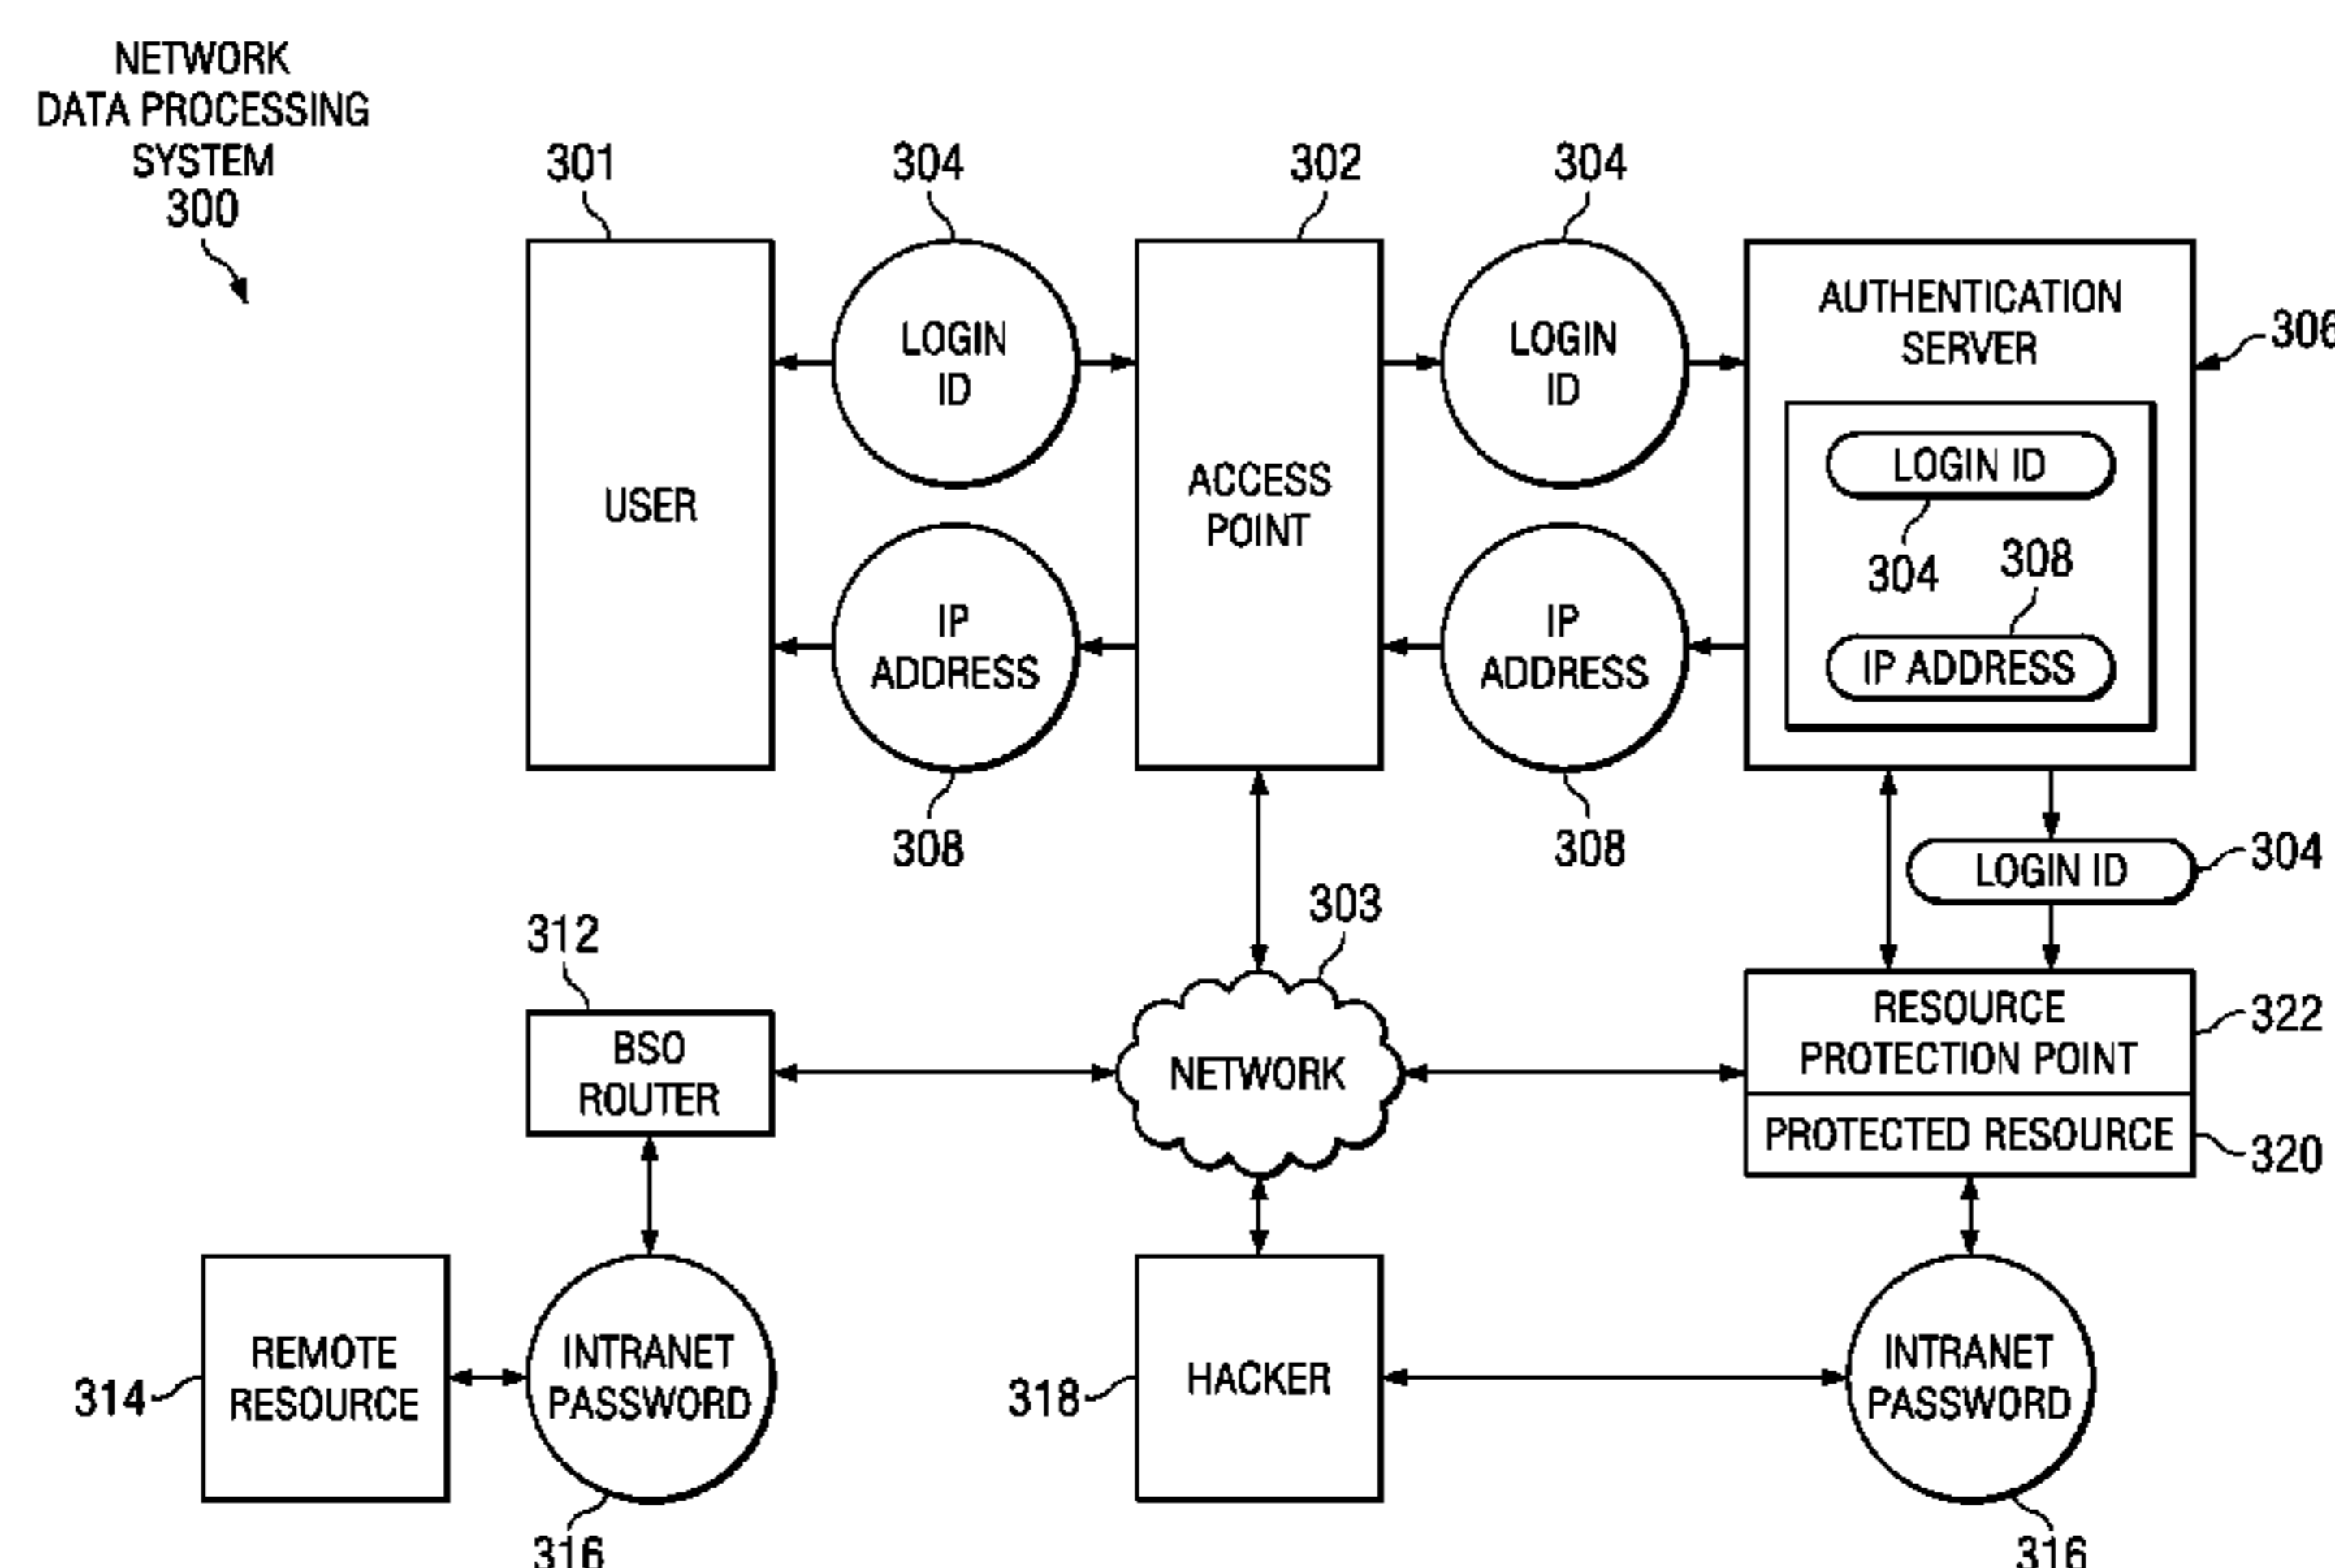 NETWORK
DATA PROCESSING
SYSTEM
300
301
304
302
304
USER
LOGIN
ID
ACCESS
POINT
LOGIN
ID
AUTHENTICATION
SERVER
306
LOGIN ID
304
308
IP ADDRESS
IP
ADDRESS
IP
ADDRESS
308
308
LOGIN ID
304
303
312
BSO
ROUTER
NETWORK
RESOURCE
PROTECTION POINT
322
PROTECTED RESOURCE
320
314
REMOTE
RESOURCE
INTRANET
PASSWORD
316
318
HACKER
INTRANET
PASSWORD
316